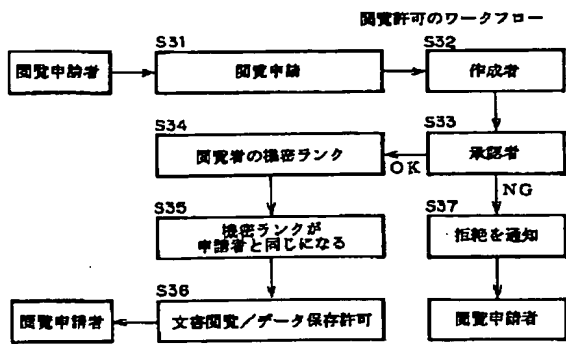 閲覧許可のワークフロー
S31
S32
閲覧申請者
閲覧申請
作成者
S34
S33
閲覧者の機密ランク
OK
承認者
NG
S35
S37
機密ランクが
申請者と同じになる
拒絶を通知
S36
閲覧申請者
文書閲覧/データ保存許可
閲覧申請者